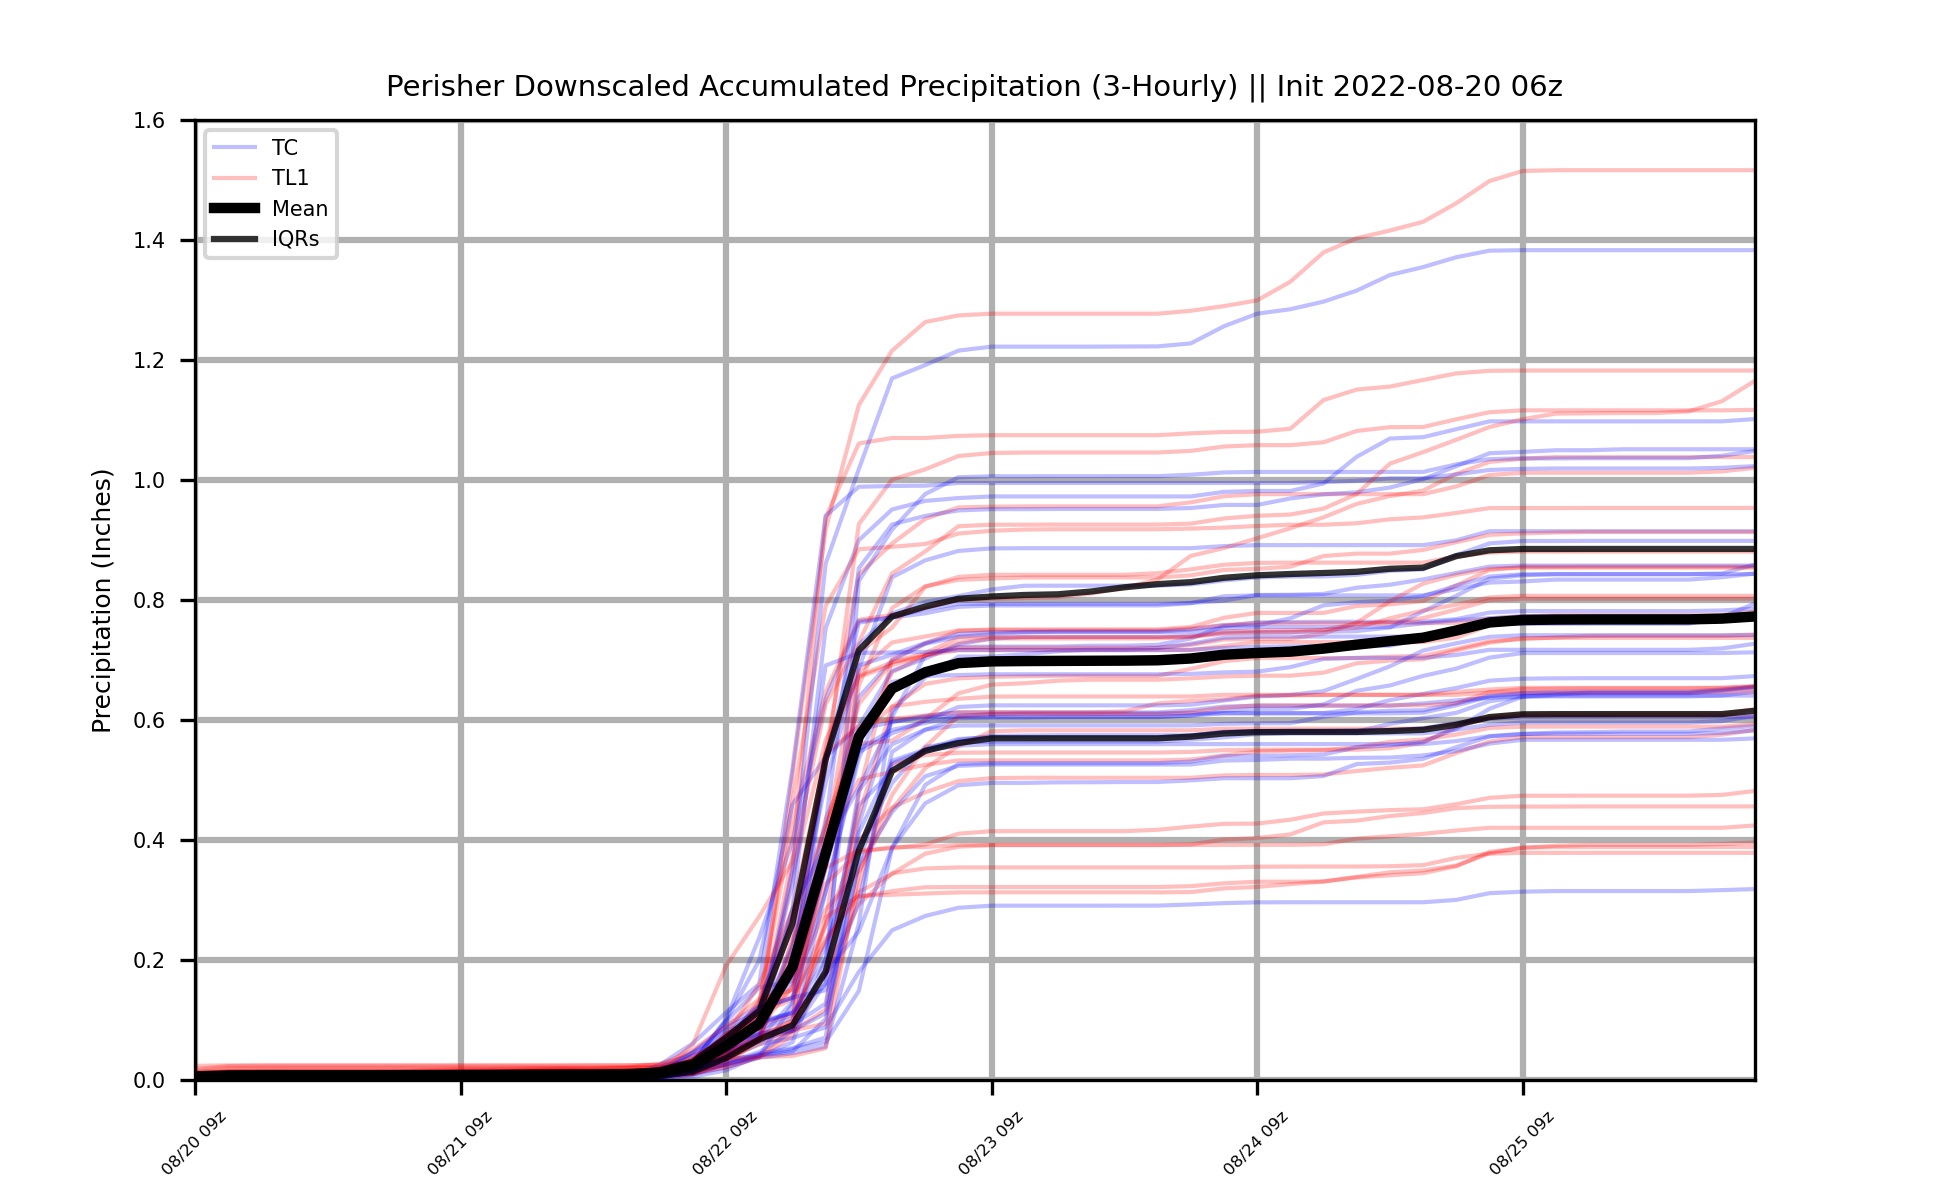 Perisher Downscaled Accumulated Precipitation (3-Hourly) || Init 2022-08-20 06z
1.6
1.4
1.2
1.0
0.8
0.6
0.4
0.2
0.0
Precipitation (Inches)
TC
TL1
Mean
IQRs
08/20 09z
08/21 09z
08/22 09z
08/23 09z
08/24 09z
08/25 09z